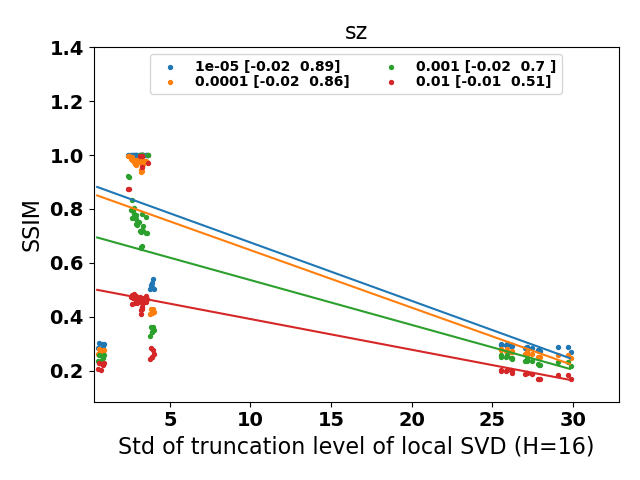 sz
1e-05 [-0.02  0.89]
0.0001 [-0.02  0.86]
0.001 [-0.02  0.7 ]
0.01 [-0.01  0.51]
1.4
1.2
1.0
0.8
0.6
0.4
0.2
SSIM
5 10 15 20 25 30
Std of truncation level of local SVD (H=16)